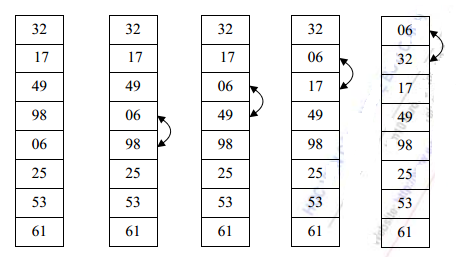 32 32 32 32 06
17 17 17 06 32
49 49 06 17 17
98 06 49 49 49
06 98 98 98 98
25 25 25 25 25
53 53 53 53 53
61 61 61 61 61